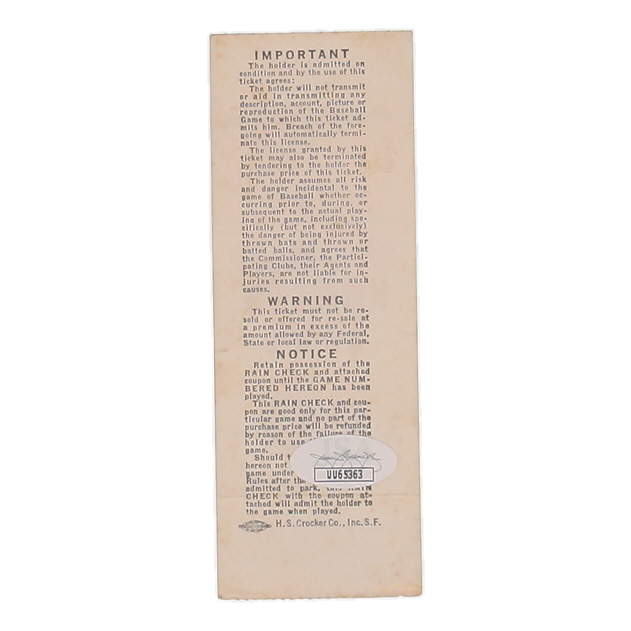 IMPORTANT
The holder is admitted on
condition and by the use of this
ticket agrees:
The holder will not transmit
or aid in transmitting any
description, account, picture or
reproduction of the Baseball
Game to which this ticket ad-
mits him. Breach of the fore-
going will automatically termi-
nate this license.
The license granted by this
ticket may also be terminated
by tendering to the holder the
purchase price of this ticket.
The holder assumes all risk
and danger incidental to the
game of Baseball whether oc-
curring prior to, during, or
subsequent to the actual play-
ing of the game, including spe-
cifically (but not exclusively)
the danger of being injured by
thrown bats and thrown or
batted balls, and agrees that
the Commissioner, the Partici-
pating Clubs, their Agents and
Players, are not liable for in-
juries resulting from such
causes.
WARNING
This ticket must not be re-
sold or offered for re-sale at
a premium in excess of the
amount allowed by any Federal,
State or local law or regulation.
NOTICE
Retain possession of the
RAIN CHECK and attached
coupon until the GAME NUM-
BERED HEREON has been
played.
This RAIN CHECK and cou-
pon are good only for this par-
ticular game and no part of the
purchase price will be refunded
by reason of the failure of the
holder to use
game.
Should
hereon not
game under
Rules after the
admitted to park, this RAIN
CHECK with the coupon at-
tached will admit the holder to
the game when played.
H.S. Crocker Co., Inc. S.F.
UU65363